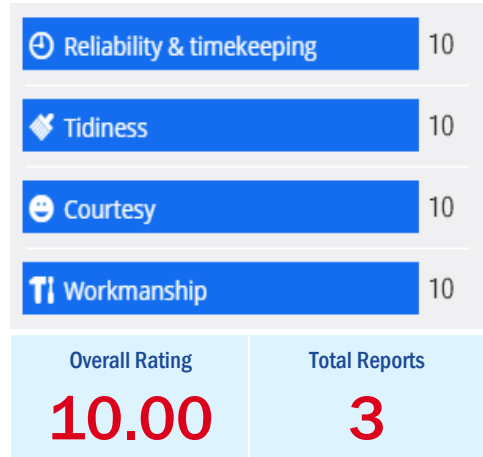 Reliability & timekeeping 10
Tidiness 10
Courtesy 10
Workmanship 10
Overall Rating Total Reports
10.00 3